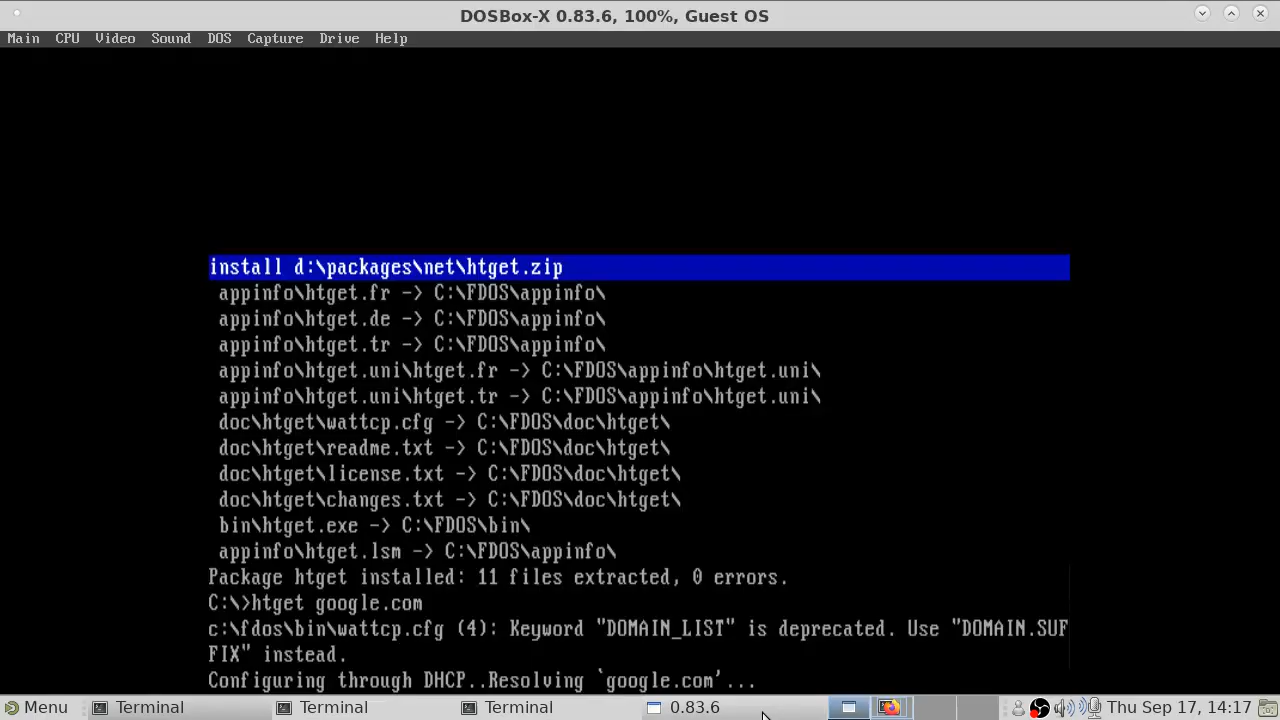 DOSBox-X 0.83.6, 100%, Guest OS
Main CPU Video Sound DOS Capture Drive Help
install d:\packages\net\htget.zip
appinfo\htget.fr -> C:\FDOS\appinfo\
appinfo\htget.de -> C:\FDOS\appinfo\
appinfo\htget.tr -> C:\FDOS\appinfo\
appinfo\htget.uni\htget.fr -> C:\FDOS\appinfo\htget.uni\
appinfo\htget.uni\htget.tr -> C:\FDOS\appinfo\htget.uni\
doc\htget\wattcp.cfg -> C:\FDOS\doc\htget\
doc\htget\readme.txt -> C:\FDOS\doc\htget\
doc\htget\license.txt -> C:\FDOS\doc\htget\
doc\htget\changes.txt -> C:\FDOS\doc\htget\
bin\htget.exe -> C:\FDOS\bin\
appinfo\htget.lsm -> C:\FDOS\appinfo\
Package htget installed: 11 files extracted, 0 errors.
C:\>htget google.com
c:\fdos\bin\wattcp.cfg (4): Keyword "DOMAIN_LIST" is deprecated. Use "DOMAIN.SUF
FIX" instead.
Configuring through DHCP..Resolving `google.com'...
Menu Terminal Terminal Terminal 0.83.6 Thu Sep 17, 14:17